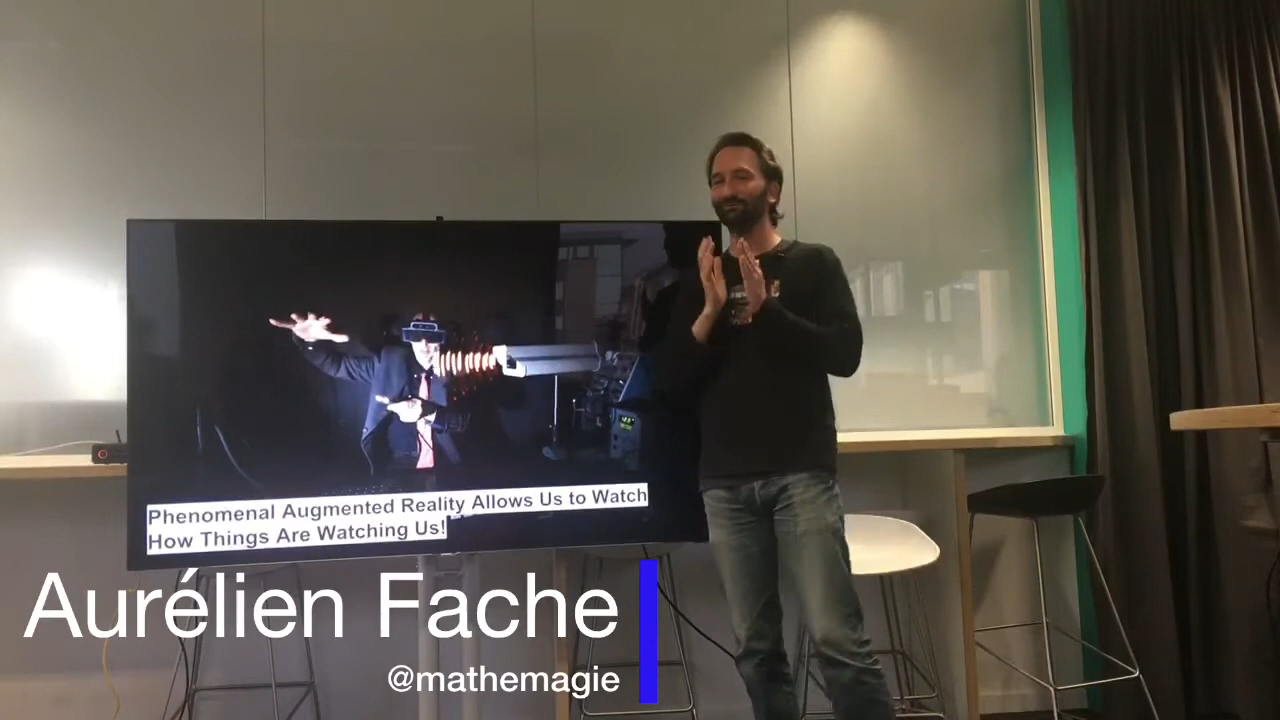 Phenomenal Augmented Reality Allows Us to Watch
How Things Are Watching Us!
Aurélien Fache
@mathemagie